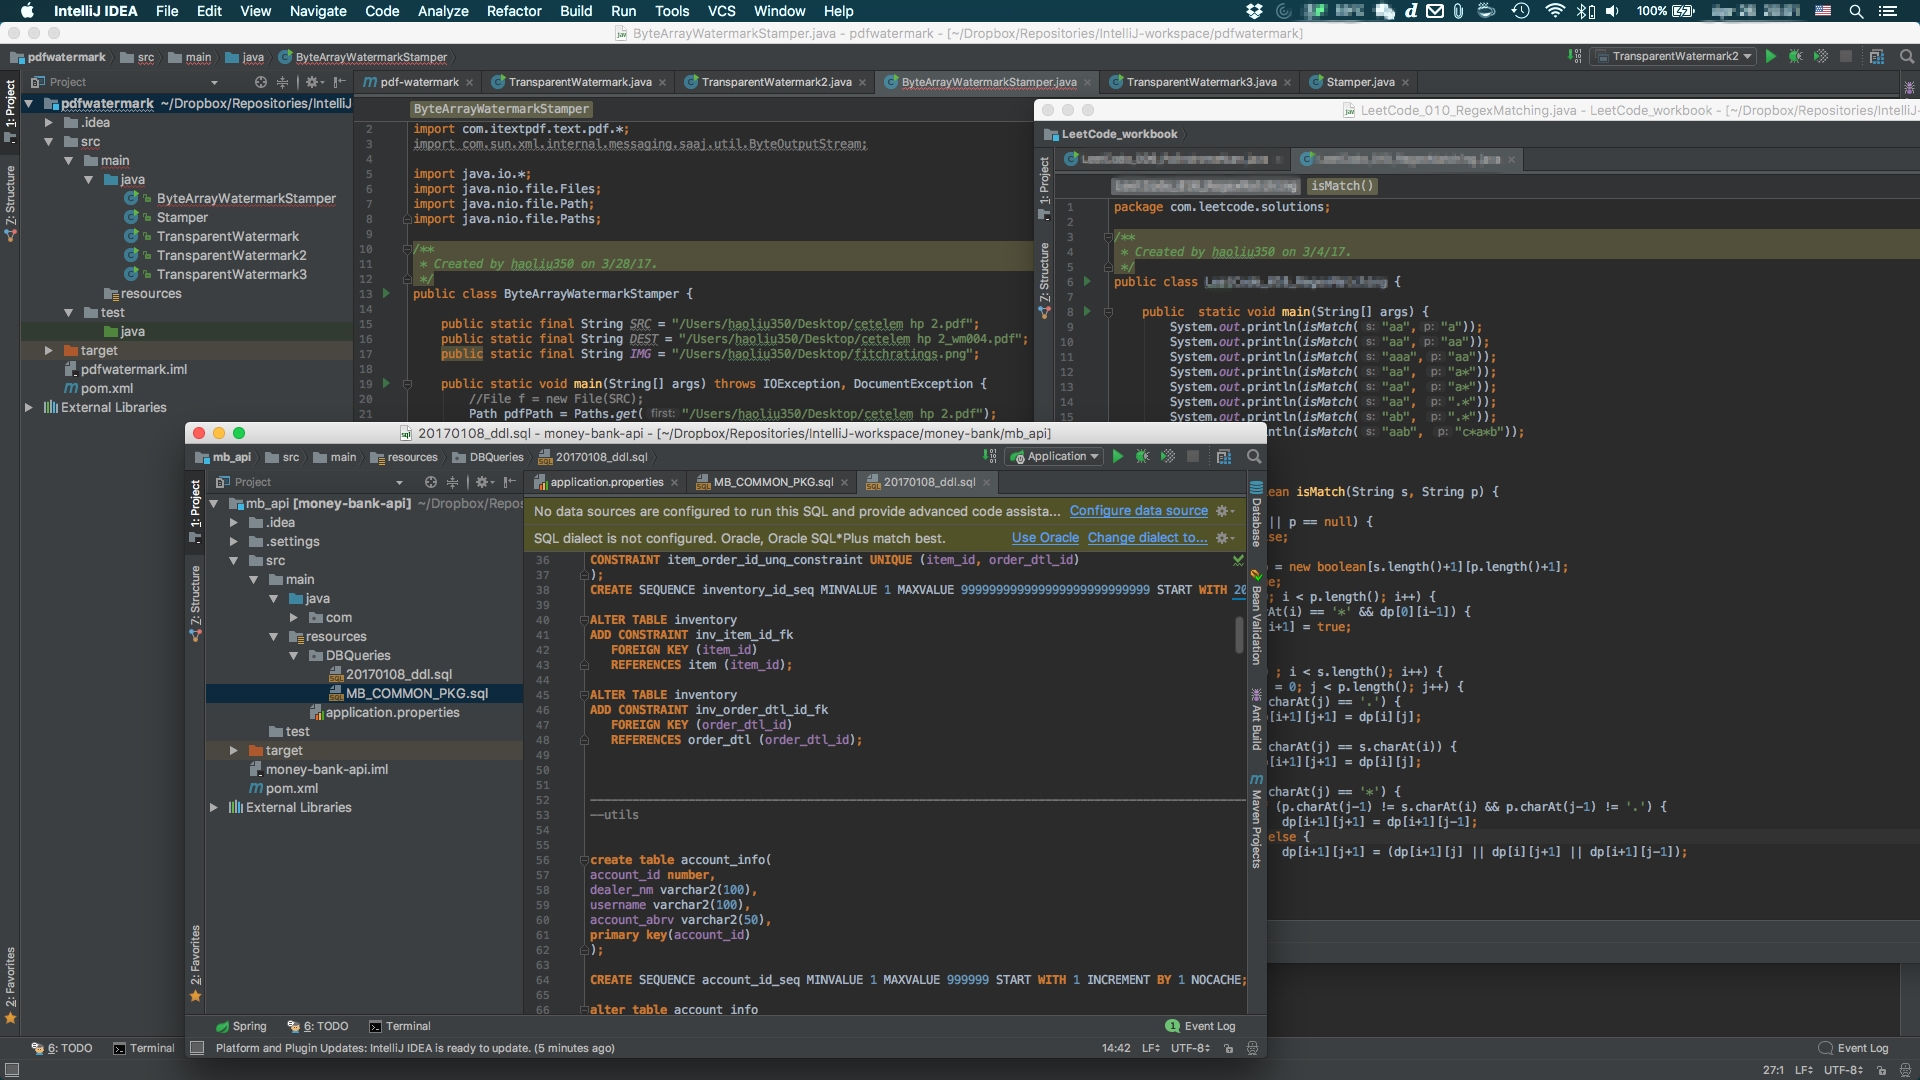 IntelliJ IDEA File Edit View Navigate Code Analyze Refactor Build Run Tools VCS Window Help
100%
ByteArrayWatermarkStamper.java - pdfwatermark - [~/Dropbox/Repositories/IntelliJ-workspace/pdfwatermark]
pdfwatermark src main java ByteArrayWatermarkStamper
TransparentWatermark2
Project
pdf-watermark TransparentWatermark.java TransparentWatermark2.java ByteArrayWatermarkStamper.java TransparentWatermark3.java Stamper.java
1: Project
Z: Structure
2: Favorites
pdfwatermark ~/Dropbox/Repositories/IntelliJ
.idea
src
main
java
ByteArrayWatermarkStamper
Stamper
TransparentWatermark
TransparentWatermark2
TransparentWatermark3
resources
test
java
target
pdfwatermark.iml
pom.xml
External Libraries
ByteArrayWatermarkStamper
2 import com.itextpdf.text.pdf.*;
3 import com.sun.xml.internal.messaging.saaj.util.ByteOutputStream;
4
5 import java.io.*;
6 import java.nio.file.Files;
7 import java.nio.file.Path;
8 import java.nio.file.Paths;
9
10 /**
11 * Created by haoliu350 on 3/28/17.
12 */
13 public class ByteArrayWatermarkStamper {
14
15 public static final String SRC = "/Users/haoliu350/Desktop/cetelem hp 2.pdf";
16 public static final String DEST = "/Users/haoliu350/Desktop/cetelem hp 2_wm004.pdf";
17 public static final String IMG = "/Users/haoliu350/Desktop/fitchratings.png";
18
19 public static void main(String[] args) throws IOException, DocumentException {
20 //File f = new File(SRC);
21 Path pdfPath = Paths.get( first: "/Users/haoliu350/Desktop/cetelem hp 2.pdf");
LeetCode_010_RegexMatching.java - LeetCode_workbook - [~/Dropbox/Repositories/IntelliJ-
LeetCode_workbook
1: Project
Z: Structure
isMatch()
1 package com.leetcode.solutions;
2
3 /**
4 * Created by haoliu350 on 3/4/17.
5 */
6 public class {
7
8 public static void main(String[] args) {
9 System.out.println(isMatch( s: "aa", p: "a"));
10 System.out.println(isMatch( s: "aa", p: "aa"));
11 System.out.println(isMatch( s: "aaa", p: "aa"));
12 System.out.println(isMatch( s: "aa", p: "a*"));
13 System.out.println(isMatch( s: "aa", p: "a*"));
14 System.out.println(isMatch( s: "aa", p: ".*"));
15 System.out.println(isMatch( s: "ab", p: ".*"));
ln(isMatch( s: "aab", p: "c*a*b"));
ean isMatch(String s, String p) {
|| p == null) {
se;
= new boolean[s.length()+1][p.length()+1];
e;
; i < p.length(); i++) {
At(i) == '*' && dp[0][i-1]) {
i+1] = true;
; i < s.length(); i++) {
= 0; j < p.length(); j++) {
charAt(j) == '.') {
[i+1][j+1] = dp[i][j];
charAt(j) == s.charAt(i)) {
[i+1][j+1] = dp[i][j];
charAt(j) == '*') {
(p.charAt(j-1) != s.charAt(i) && p.charAt(j-1) != '.') {
dp[i+1][j+1] = dp[i+1][j-1];
else {
dp[i+1][j+1] = (dp[i+1][j] || dp[i][j+1] || dp[i+1][j-1]);
20170108_ddl.sql - money-bank-api - [~/Dropbox/Repositories/IntelliJ-workspace/money-bank/mb_api]
mb_api src main resources DBQueries 20170108_ddl.sql
Application
Project
application.properties MB_COMMON_PKG.sql 20170108_ddl.sql
1: Project
Z: Structure
2: Favorites
mb_api [money-bank-api] ~/Dropbox/Repos
.idea
.settings
src
main
java
com
resources
DBQueries
20170108_ddl.sql
MB_COMMON_PKG.sql
application.properties
test
target
money-bank-api.iml
pom.xml
External Libraries
No data sources are configured to run this SQL and provide advanced code assista... Configure data source
SQL dialect is not configured. Oracle, Oracle SQL*Plus match best. Use Oracle Change dialect to...
36 CONSTRAINT item_order_id_unq_constraint UNIQUE (item_id, order_dtl_id)
37 );
38 CREATE SEQUENCE inventory_id_seq MINVALUE 1 MAXVALUE 9999999999999999999999999999 START WITH 20
39
40 ALTER TABLE inventory
41 ADD CONSTRAINT inv_item_id_fk
42 FOREIGN KEY (item_id)
43 REFERENCES item (item_id);
44
45 ALTER TABLE inventory
46 ADD CONSTRAINT inv_order_dtl_id_fk
47 FOREIGN KEY (order_dtl_id)
48 REFERENCES order_dtl (order_dtl_id);
49
50
51
52
53 --utils
54
55
56 create table account_info(
57 account_id number,
58 dealer_nm varchar2(100),
59 username varchar2(100),
60 account_abrv varchar2(50),
61 primary key(account_id)
62 );
63
64 CREATE SEQUENCE account_id_seq MINVALUE 1 MAXVALUE 999999 START WITH 1 INCREMENT BY 1 NOCACHE;
65
66 alter table account_info
Database
Bean Validation
Ant Build
Maven Projects
Spring 6: TODO Terminal
1 Event Log
Platform and Plugin Updates: IntelliJ IDEA is ready to update. (5 minutes ago)
14:42 LF UTF-8
6: TODO Terminal
Event Log
27:1 LF UTF-8